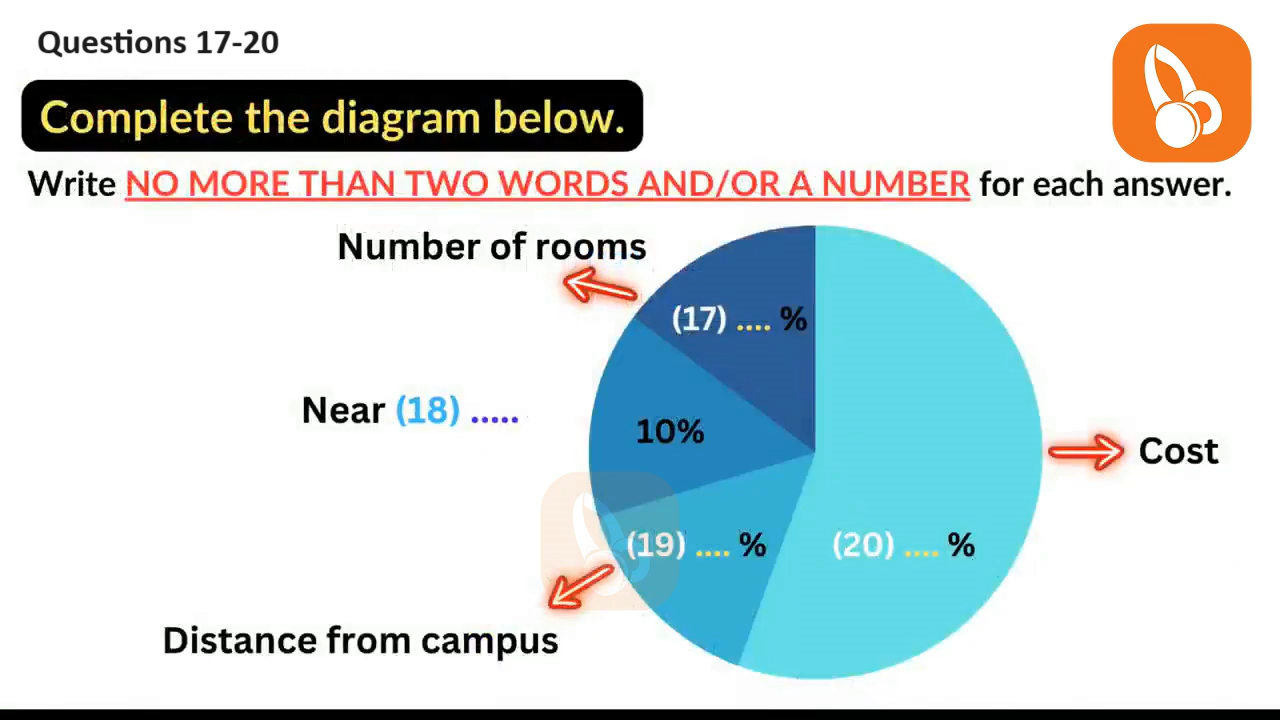 Questions 17-20
Complete the diagram below.
Write NO MORE THAN TWO WORDS AND/OR A NUMBER for each answer.
Number of rooms
(17) .... %
Near (18) .....
10%
Cost
(19) .... %
(20) .... %
Distance from campus